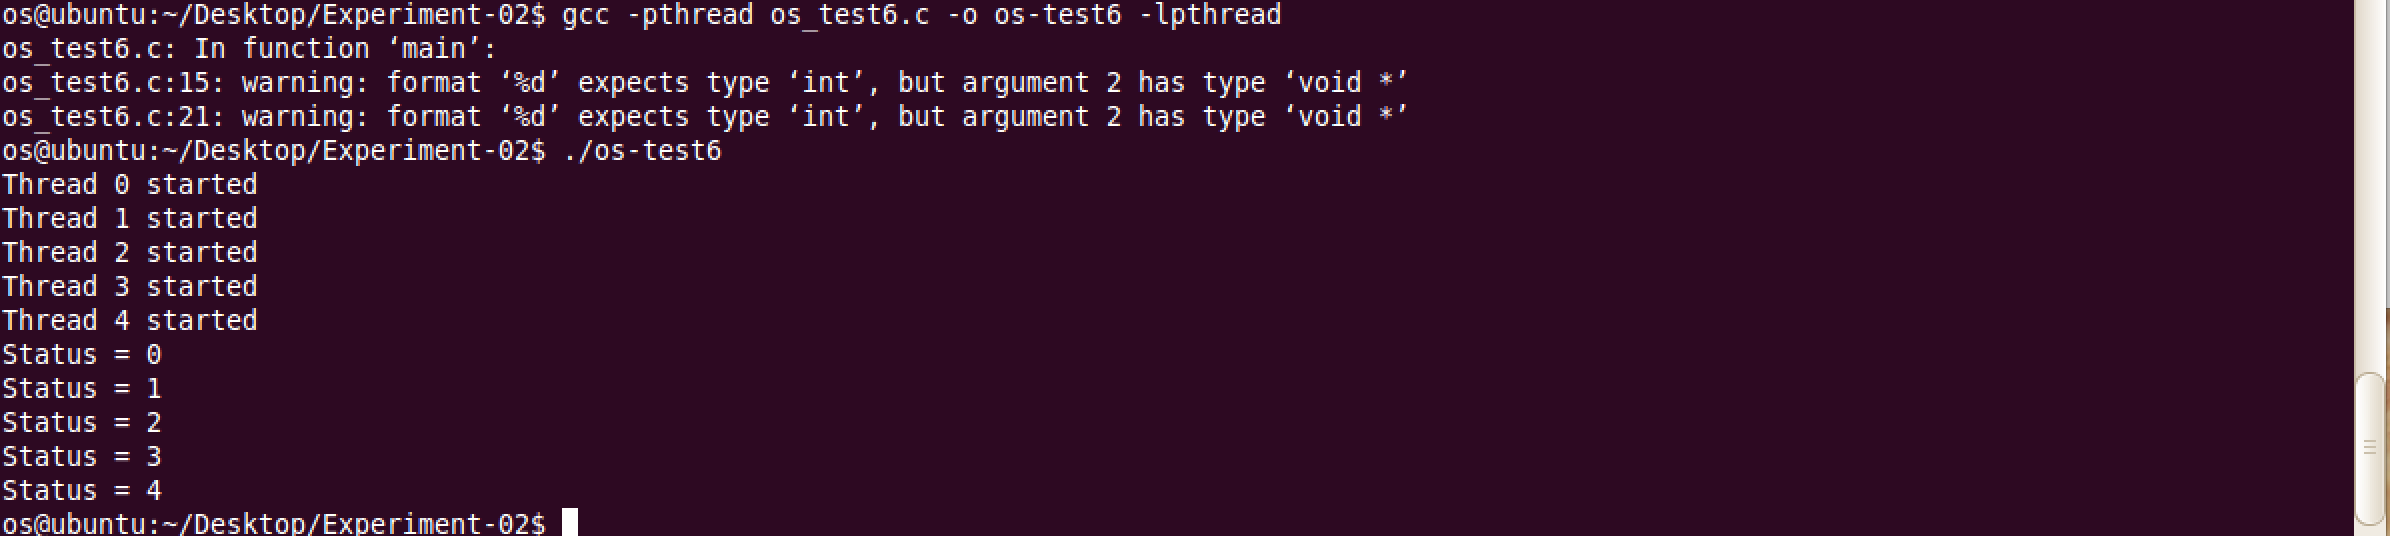 os@ubuntu:~/Desktop/Experiment-02$ gcc -pthread os_test6.c -o os-test6 -lpthread
os_test6.c: In function ‘main’:
os_test6.c:15: warning: format ‘%d’ expects type ‘int’, but argument 2 has type ‘void *’
os_test6.c:21: warning: format ‘%d’ expects type ‘int’, but argument 2 has type ‘void *’
os@ubuntu:~/Desktop/Experiment-02$ ./os-test6
Thread 0 started
Thread 1 started
Thread 2 started
Thread 3 started
Thread 4 started
Status = 0
Status = 1
Status = 2
Status = 3
Status = 4
os@ubuntu:~/Desktop/Experiment-02$